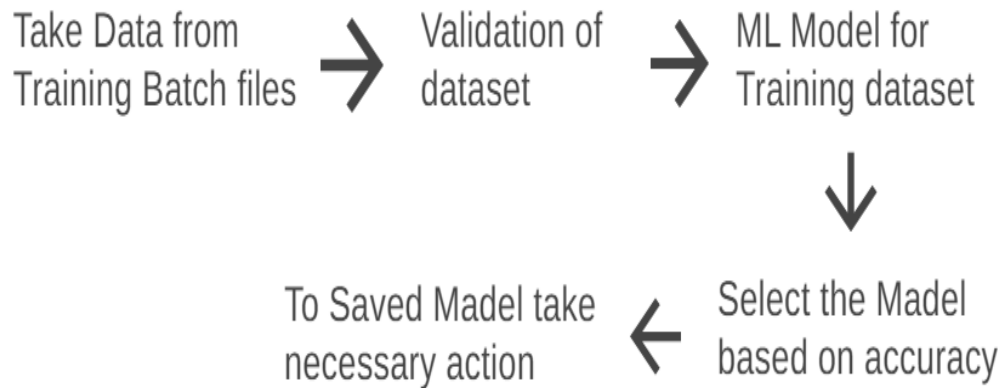 Take Data from
Training Batch files
Validation of
dataset
ML Model for
Training dataset
Select the Madel
based on accuracy
To Saved Madel take
necessary action